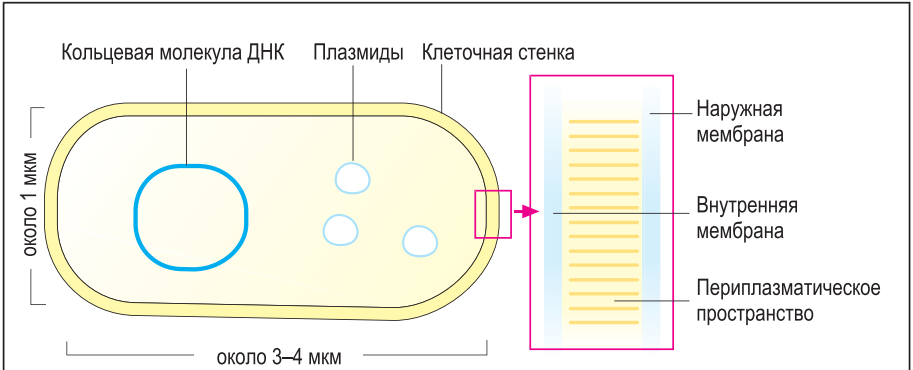 Кольцевая молекула ДНК
Плазмиды
Клеточная стенка
Наружная
мембрана
около 1 мкм
Внутренняя
мембрана
Периплазматическое
пространство
около 3–4 мкм